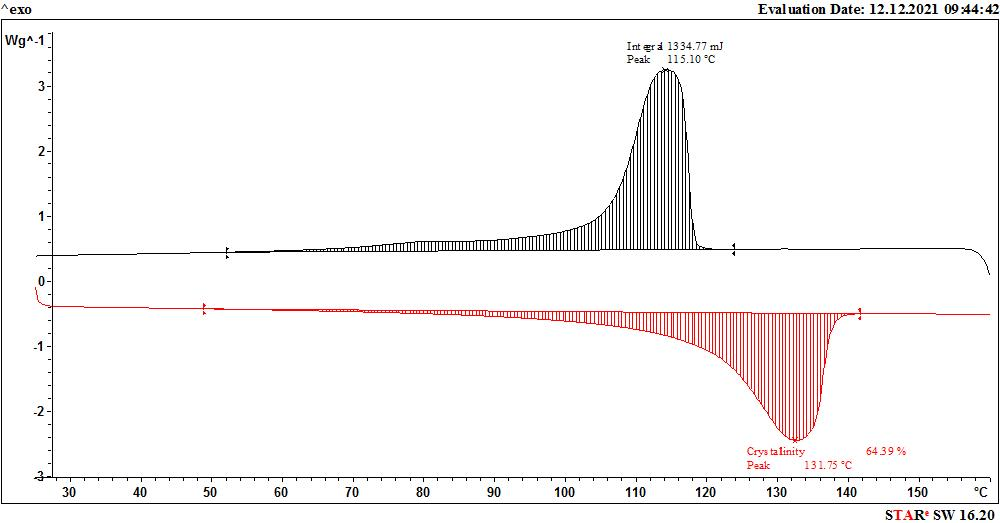 ^exo
Evaluation Date: 12.12.2021 09:44:42
Wg^-1
Integral 1334.77 mJ
Peak 115.10 °C
3
2
1
0
-1
-2
-3
Crystallinity 64.39 %
Peak 131.75 °C
30 40 50 60 70 80 90 100 110 120 130 140 150 °C
STARe SW 16.20